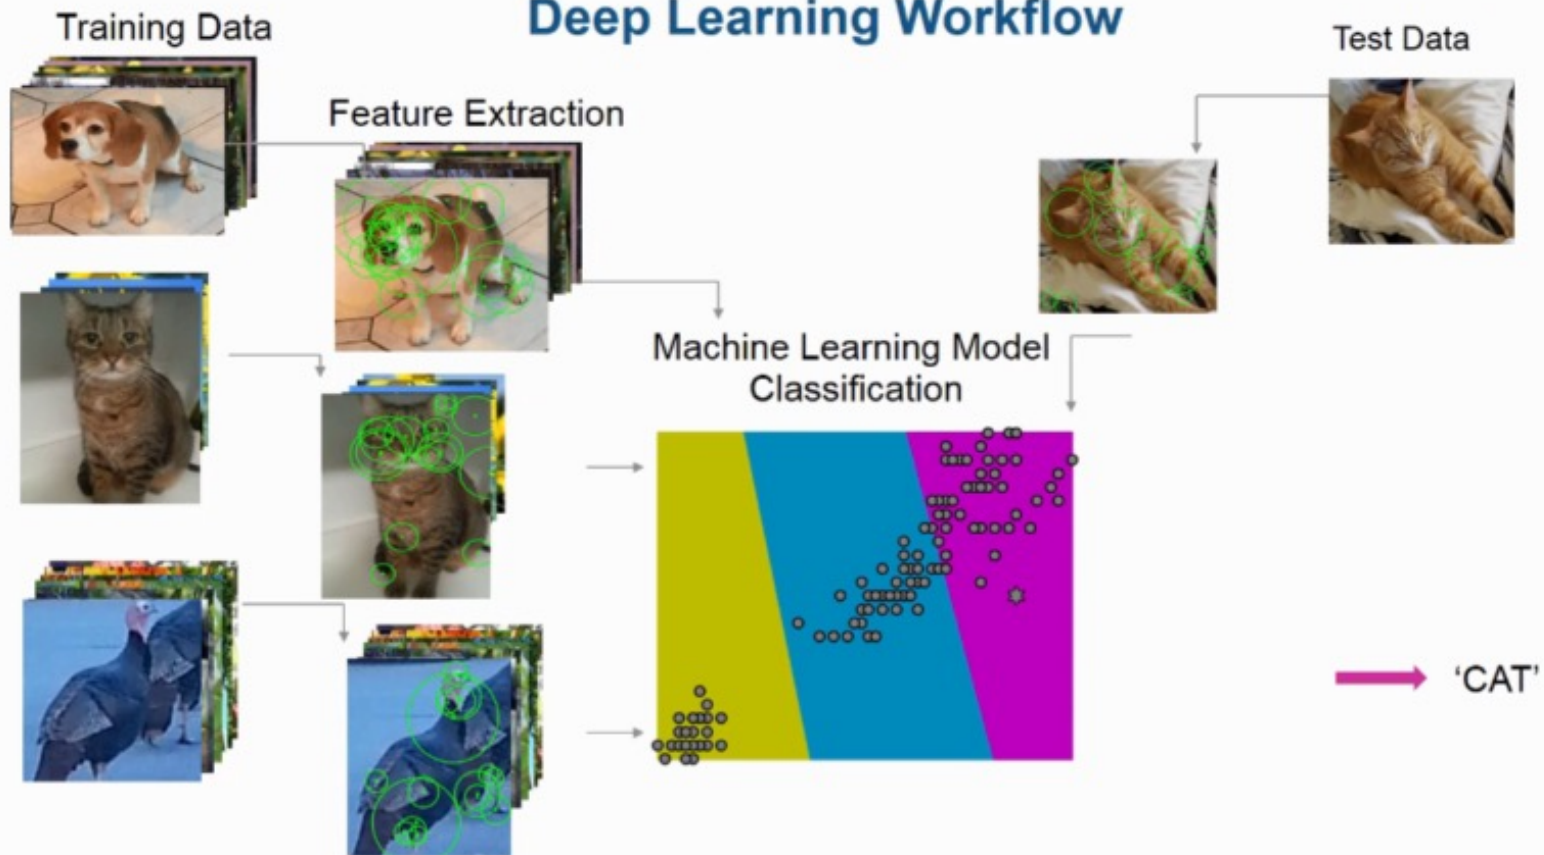 Deep Learning Workflow
Training Data
Test Data
Feature Extraction
Machine Learning Model
Classification
‘CAT’